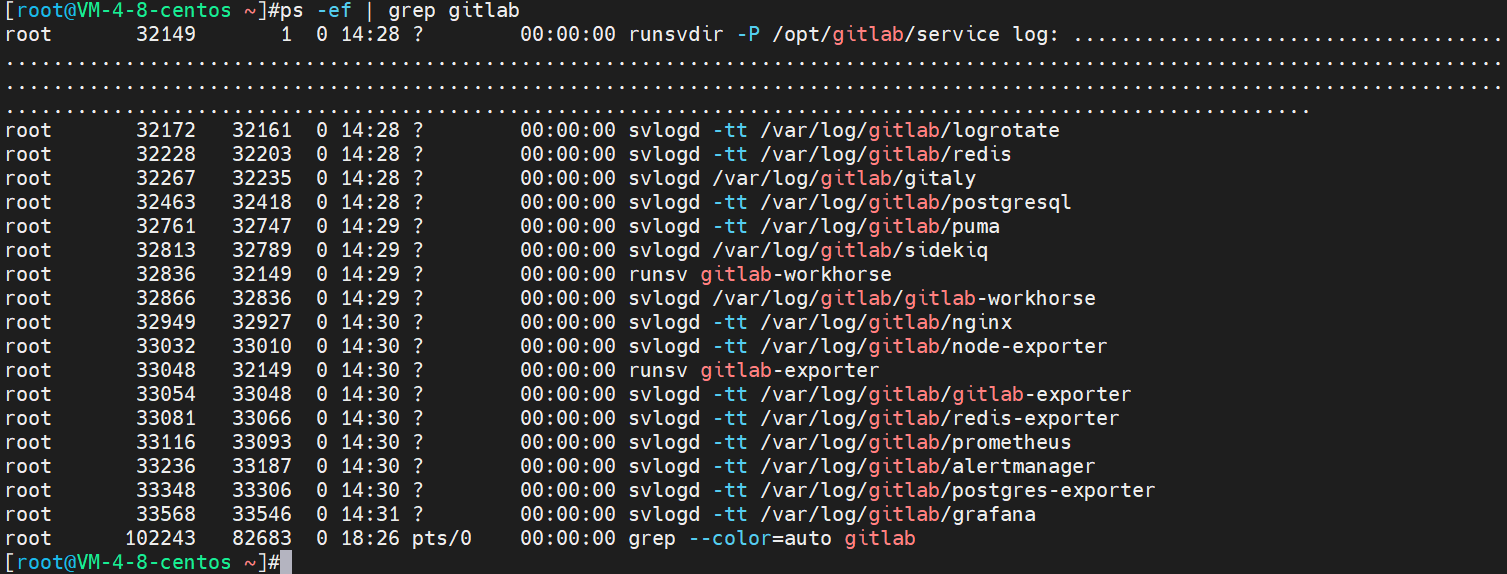 [root@VM-4-8-centos ~]#ps -ef | grep gitlab
root       32149       1  0 14:28 ?        00:00:00 runsvdir -P /opt/gitlab/service log: ....................................
.............................................................................................................................
.............................................................................................................................
.............................................................................................................
root       32172   32161  0 14:28 ?        00:00:00 svlogd -tt /var/log/gitlab/logrotate
root       32228   32203  0 14:28 ?        00:00:00 svlogd -tt /var/log/gitlab/redis
root       32267   32235  0 14:28 ?        00:00:00 svlogd /var/log/gitlab/gitaly
root       32463   32418  0 14:28 ?        00:00:00 svlogd -tt /var/log/gitlab/postgresql
root       32761   32747  0 14:29 ?        00:00:00 svlogd -tt /var/log/gitlab/puma
root       32813   32789  0 14:29 ?        00:00:00 svlogd /var/log/gitlab/sidekiq
root       32836   32149  0 14:29 ?        00:00:00 runsv gitlab-workhorse
root       32866   32836  0 14:29 ?        00:00:00 svlogd /var/log/gitlab/gitlab-workhorse
root       32949   32927  0 14:30 ?        00:00:00 svlogd -tt /var/log/gitlab/nginx
root       33032   33010  0 14:30 ?        00:00:00 svlogd -tt /var/log/gitlab/node-exporter
root       33048   32149  0 14:30 ?        00:00:00 runsv gitlab-exporter
root       33054   33048  0 14:30 ?        00:00:00 svlogd -tt /var/log/gitlab/gitlab-exporter
root       33081   33066  0 14:30 ?        00:00:00 svlogd -tt /var/log/gitlab/redis-exporter
root       33116   33093  0 14:30 ?        00:00:00 svlogd -tt /var/log/gitlab/prometheus
root       33236   33187  0 14:30 ?        00:00:00 svlogd -tt /var/log/gitlab/alertmanager
root       33348   33306  0 14:30 ?        00:00:00 svlogd -tt /var/log/gitlab/postgres-exporter
root       33568   33546  0 14:31 ?        00:00:00 svlogd -tt /var/log/gitlab/grafana
root      102243   82683  0 18:26 pts/0    00:00:00 grep --color=auto gitlab
[root@VM-4-8-centos ~]#